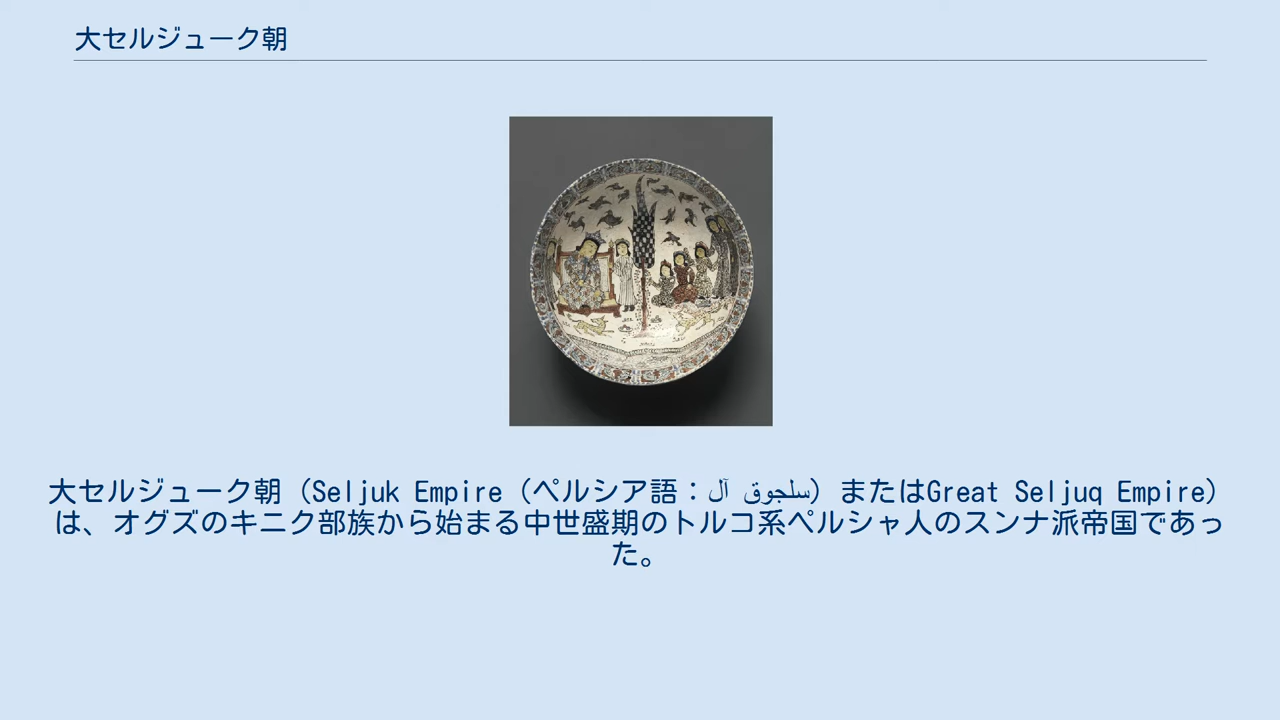 大セルジューク朝
大セルジューク朝（Seljuk Empire（ペルシア語：آل سلجوق）またはGreat Seljuq Empire）
は、オグズのキニク部族から始まる中世盛期のトルコ系ペルシャ人のスンナ派帝国であっ
た。